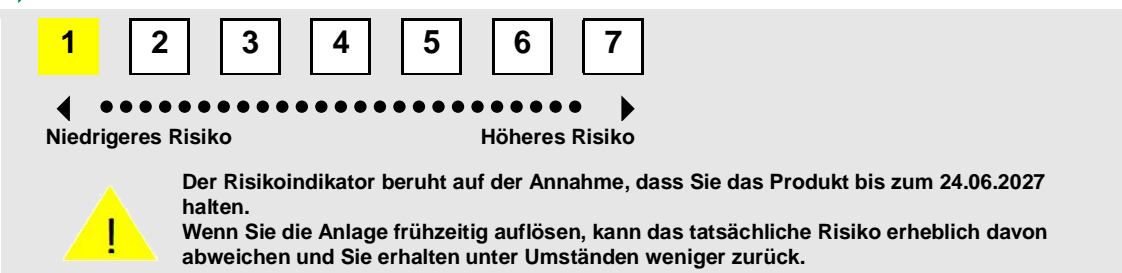 1 2 3 4 5 6 7
Niedrigeres Risiko Höheres Risiko
Der Risikoindikator beruht auf der Annahme, dass Sie das Produkt bis zum 24.06.2027
halten.
! Wenn Sie die Anlage frühzeitig auflösen, kann das tatsächliche Risiko erheblich davon
abweichen und Sie erhalten unter Umständen weniger zurück.